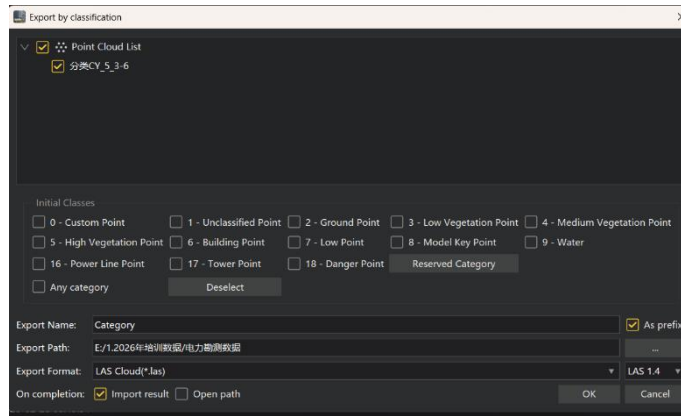 Export by classification
Point Cloud List
分类CY_5_3-6
Initial Classes
0 - Custom Point 1 - Unclassified Point 2 - Ground Point 3 - Low Vegetation Point 4 - Medium Vegetation Point
5 - High Vegetation Point 6 - Building Point 7 - Low Point 8 - Model Key Point 9 - Water
16 - Power Line Point 17 - Tower Point 18 - Danger Point Reserved Category
Any category Deselect
Export Name: Category As prefix
Export Path: E:/1.2026年培训数据/电力勘测数据 ...
Export Format: LAS Cloud(*.las) LAS 1.4
On completion: Import result Open path OK Cancel